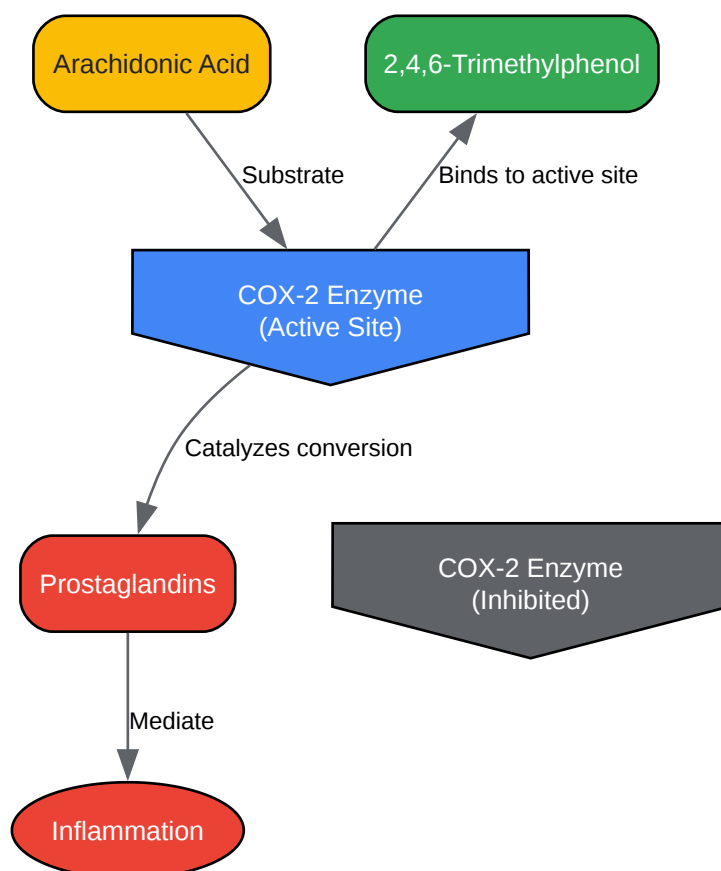 Arachidonic Acid
2,4,6-Trimethylphenol
Substrate
Binds to active site
COX-2 Enzyme
(Active Site)
Catalyzes conversion
Prostaglandins
COX-2 Enzyme
(Inhibited)
Mediate
Inflammation